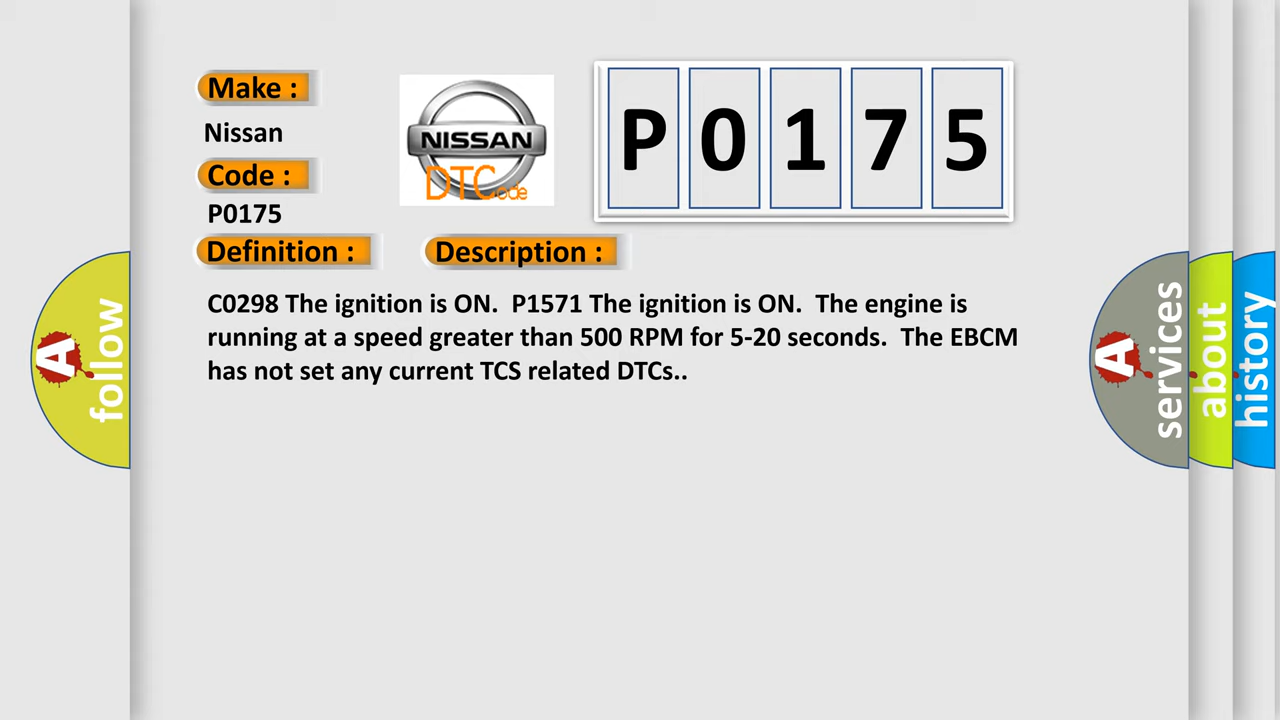 Make :
Nissan
Code :
P0175
NISSAN
DTCode
P0175
Definition :
Description :
C0298 The ignition is ON. P1571 The ignition is ON. The engine is
running at a speed greater than 500 RPM for 5-20 seconds. The EBCM
has not set any current TCS related DTCs..
A
follow
A
services
about
history